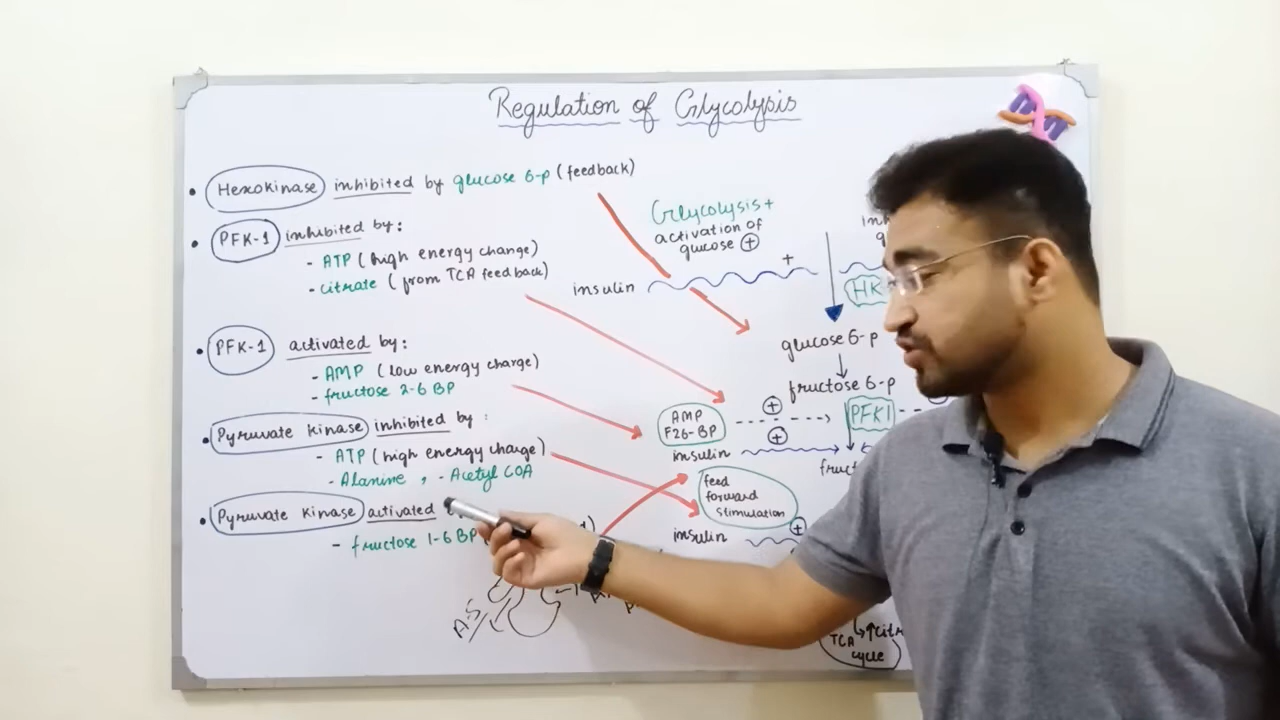 Regulation of Glycolysis
• Hexokinase inhibited by glucose 6-p (feedback)
• PFK-1 inhibited by:
- ATP (high energy change)
- citrate (from TCA feedback)
• PFK-1 activated by:
- AMP (low energy charge)
- fructose 2-6 BP
• Pyruvate kinase inhibited by:
- ATP (high energy charge)
- Alanine, - Acetyl COA
• Pyruvate kinase activated
- fructose 1-6 BP
Glycolysis +
activation of
glucose +
+
insulin
HK
glucose 6-p
fructose 6-p
AMP
F26-BP
+
PFK1
+
insulin
feed
forward
stimulation
insulin
+
TCA
cycle